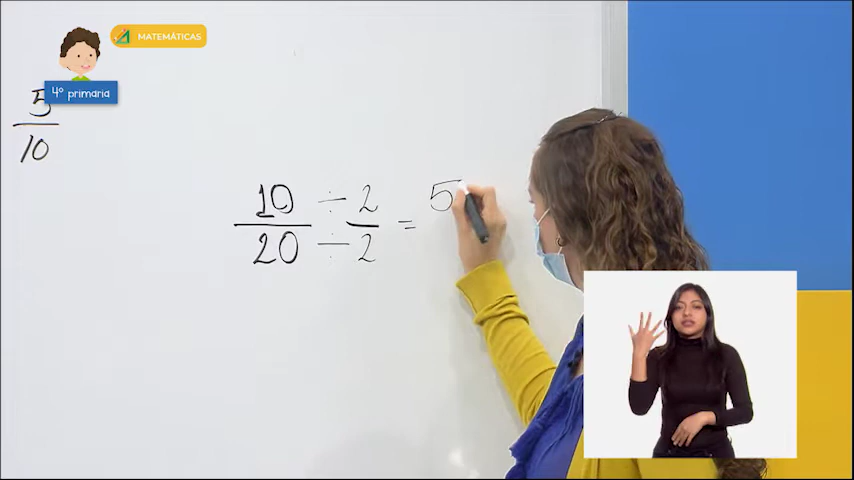 MATEMÁTICAS
4º primaria
5
10
10 ÷ 2 = 5
20 ÷ 2